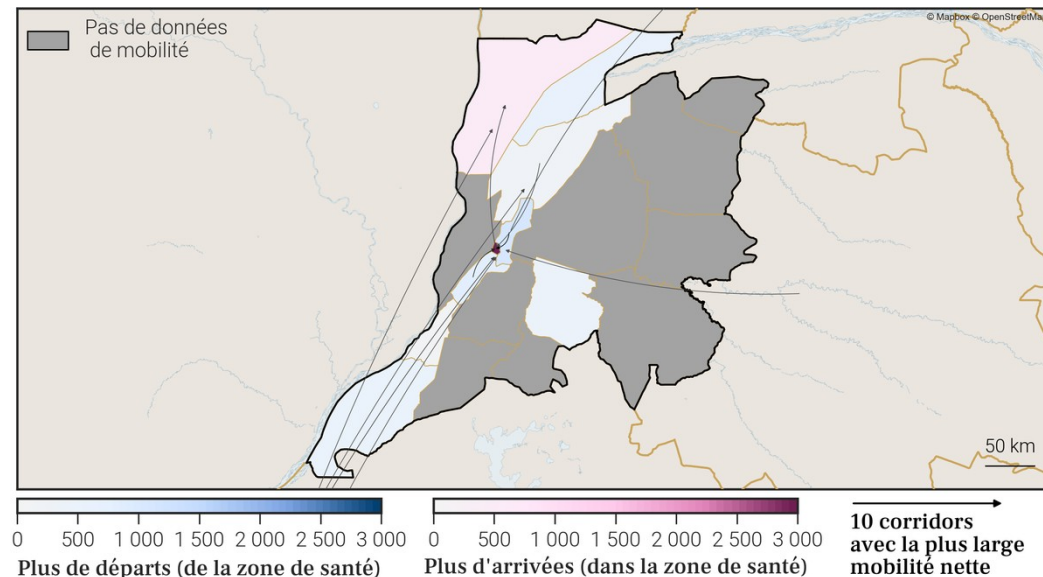 Pas de données
de mobilité
© Mapbox © OpenStreetMa
50 km
0 500 1 000 1 500 2 000 2 500 3 000
Plus de départs (de la zone de santé)
0 500 1 000 1 500 2 000 2 500 3 000
Plus d'arrivées (dans la zone de santé)
10 corridors
avec la plus large
mobilité nette